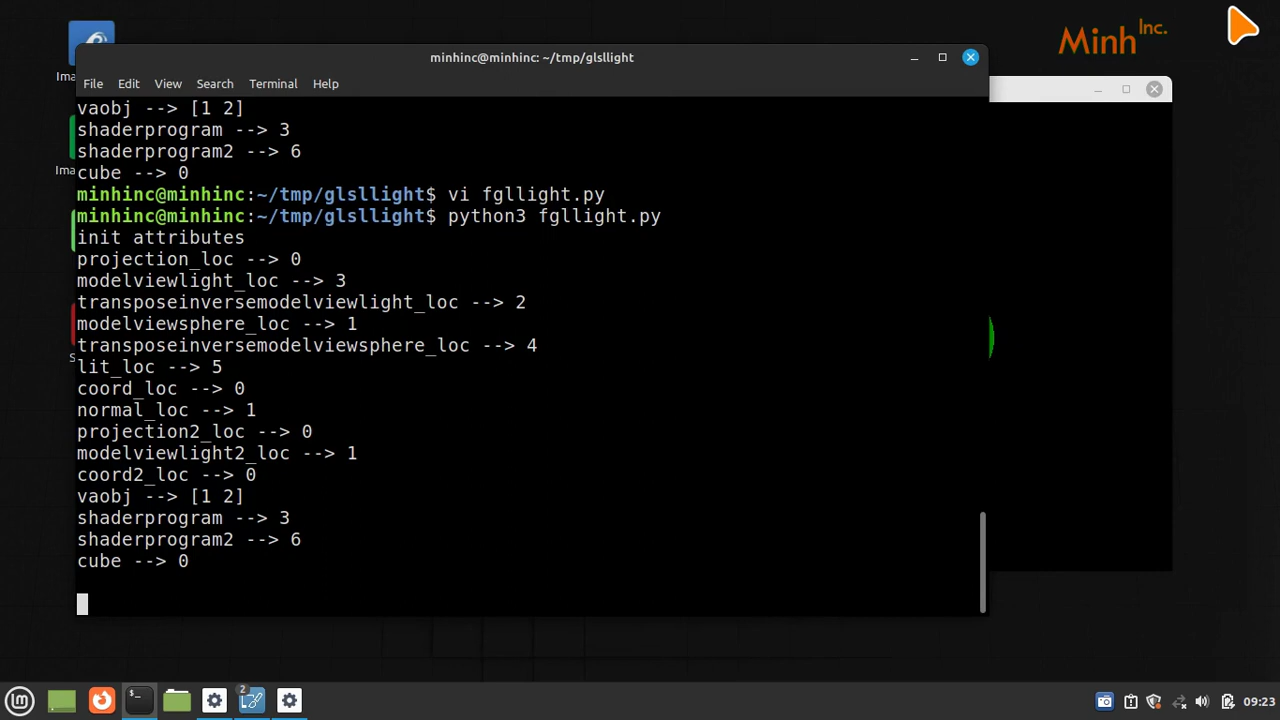 Minh Inc.
Ima
minhinc@minhinc: ~/tmp/glsllight
File Edit View Search Terminal Help
vaobj --> [1 2]
shaderprogram --> 3
shaderprogram2 --> 6
cube --> 0
Ima
minhinc@minhinc:~/tmp/glsllight$ vi fgllight.py
minhinc@minhinc:~/tmp/glsllight$ python3 fgllight.py
init attributes
projection_loc --> 0
modelviewlight_loc --> 3
transposeinversemodelviewlight_loc --> 2
modelviewsphere_loc --> 1
transposeinversemodelviewsphere_loc --> 4
S
lit_loc --> 5
coord_loc --> 0
normal_loc --> 1
projection2_loc --> 0
modelviewlight2_loc --> 1
coord2_loc --> 0
vaobj --> [1 2]
shaderprogram --> 3
shaderprogram2 --> 6
cube --> 0
2
09:23